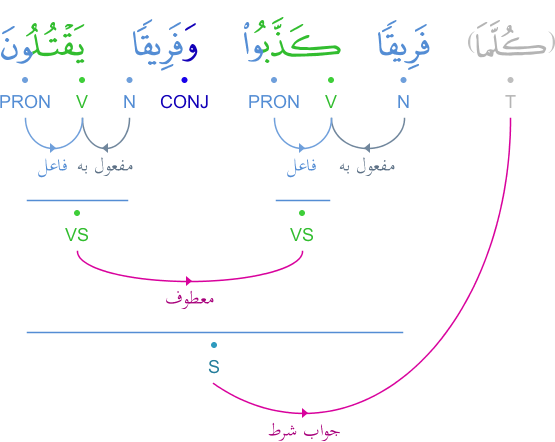 (كُلَّمَا) فَرِيقًا كَذَّبُوا۟ وَفَرِيقًا يَقْتُلُونَ
T N V PRON CONJ N V PRON
مفعول به فاعل مفعول به فاعل
VS VS
معطوف
S
جواب شرط